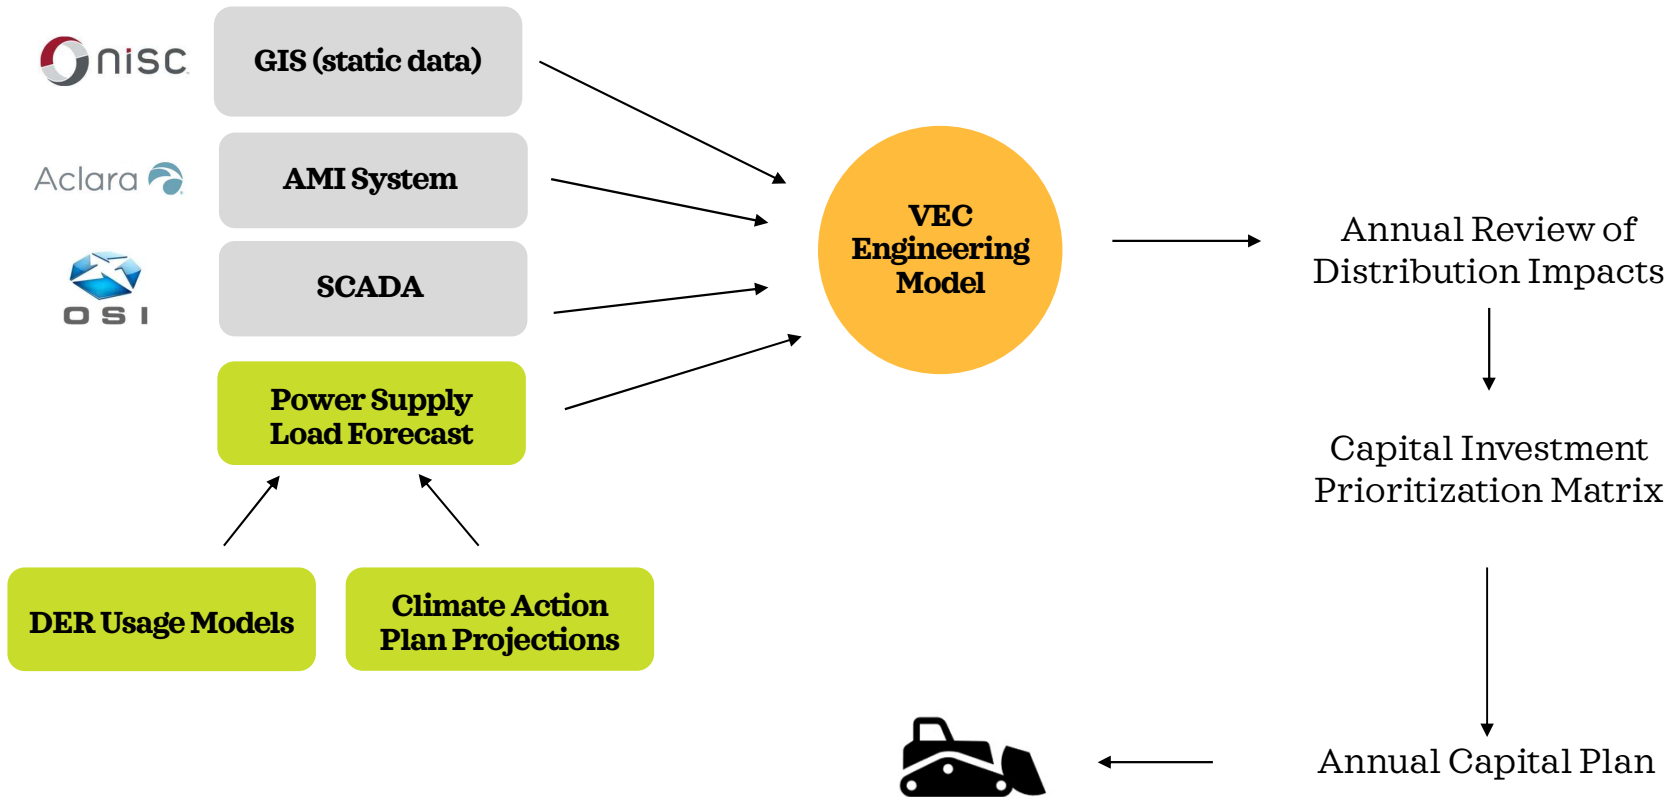 nisc
GIS (static data)
Aclara
AMI System
OSI
SCADA
Power Supply
Load Forecast
DER Usage Models
Climate Action
Plan Projections
VEC
Engineering
Model
Annual Review of
Distribution Impacts
Capital Investment
Prioritization Matrix
Annual Capital Plan